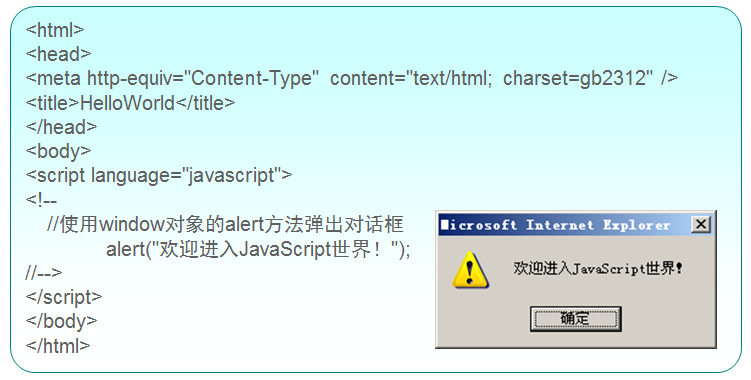 <html>
<head>
<meta http-equiv="Content-Type" content="text/html; charset=gb2312" />
<title>HelloWorld</title>
</head>
<body>
<script language="javascript">
<!--
//使用window对象的alert方法弹出对话框
alert("欢迎进入JavaScript世界！");
//-->
</script>
</body>
</html>
Microsoft Internet Explorer
欢迎进入JavaScript世界！
确定